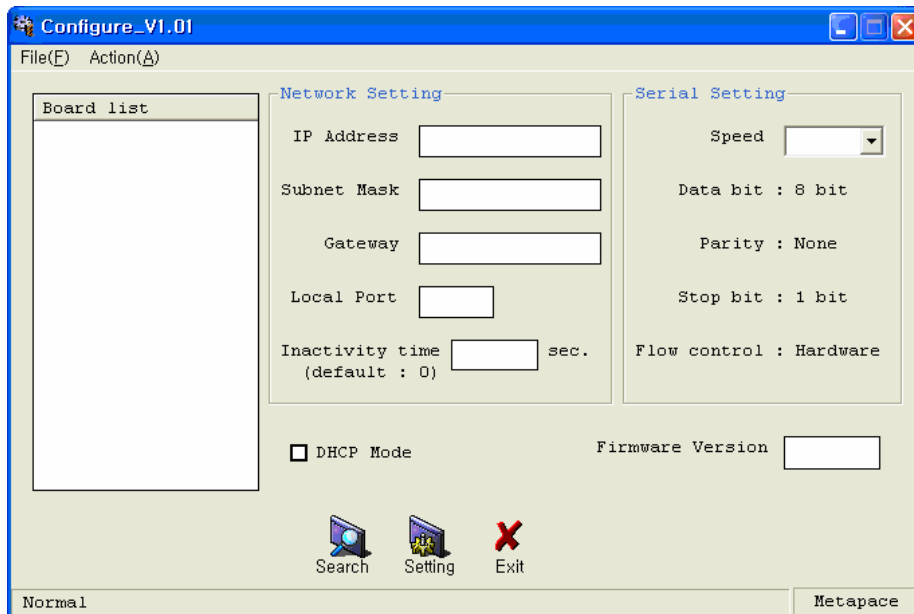 Configure_V1.01
File(F) Action(A)
Board list
Network Setting
IP Address
Subnet Mask
Gateway
Local Port
Inactivity time sec.
(default : 0)
Serial Setting
Speed
Data bit : 8 bit
Parity : None
Stop bit : 1 bit
Flow control : Hardware
DHCP Mode
Firmware Version
Search Setting Exit
Normal Metapace